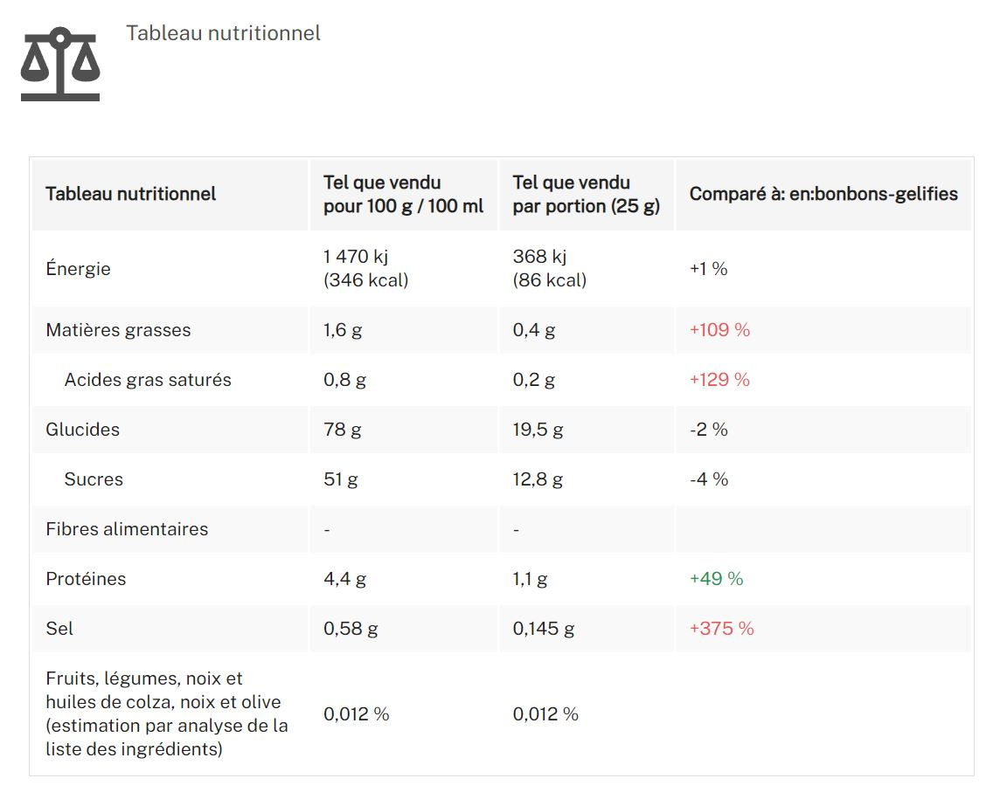 Tableau nutritionnel
Tableau nutritionnel
Tel que vendu
pour 100 g / 100 ml
Tel que vendu
par portion (25 g)
Comparé à: en:bonbons-gelifies
Énergie
1 470 kj
(346 kcal)
368 kj
(86 kcal)
+1 %
Matières grasses
1,6 g
0,4 g
+109 %
Acides gras saturés
0,8 g
0,2 g
+129 %
Glucides
78 g
19,5 g
-2 %
Sucres
51 g
12,8 g
-4 %
Fibres alimentaires
-
-
Protéines
4,4 g
1,1 g
+49 %
Sel
0,58 g
0,145 g
+375 %
Fruits, légumes, noix et
huiles de colza, noix et olive
(estimation par analyse de la
liste des ingrédients)
0,012 %
0,012 %